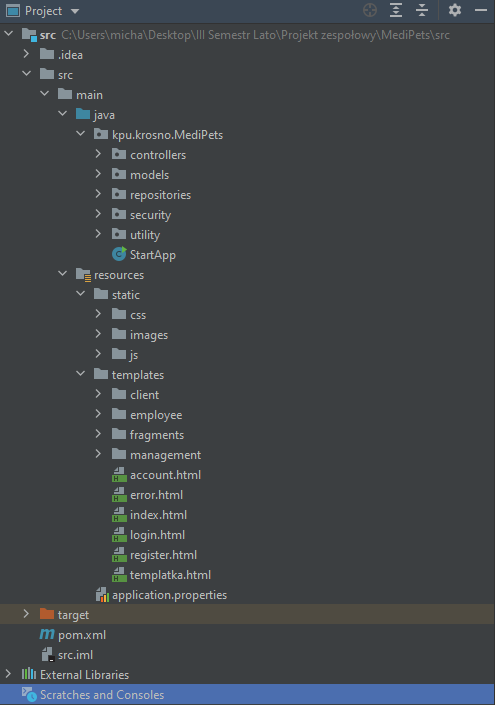 Project
src C:\Users\micha\Desktop\III Semestr Lato\Projekt zespołowy\MediPets\src
.idea
src
main
java
kpu.krosno.MediPets
controllers
models
repositories
security
utility
StartApp
resources
static
css
images
js
templates
client
employee
fragments
management
account.html
error.html
index.html
login.html
register.html
templatka.html
application.properties
target
pom.xml
src.iml
External Libraries
Scratches and Consoles